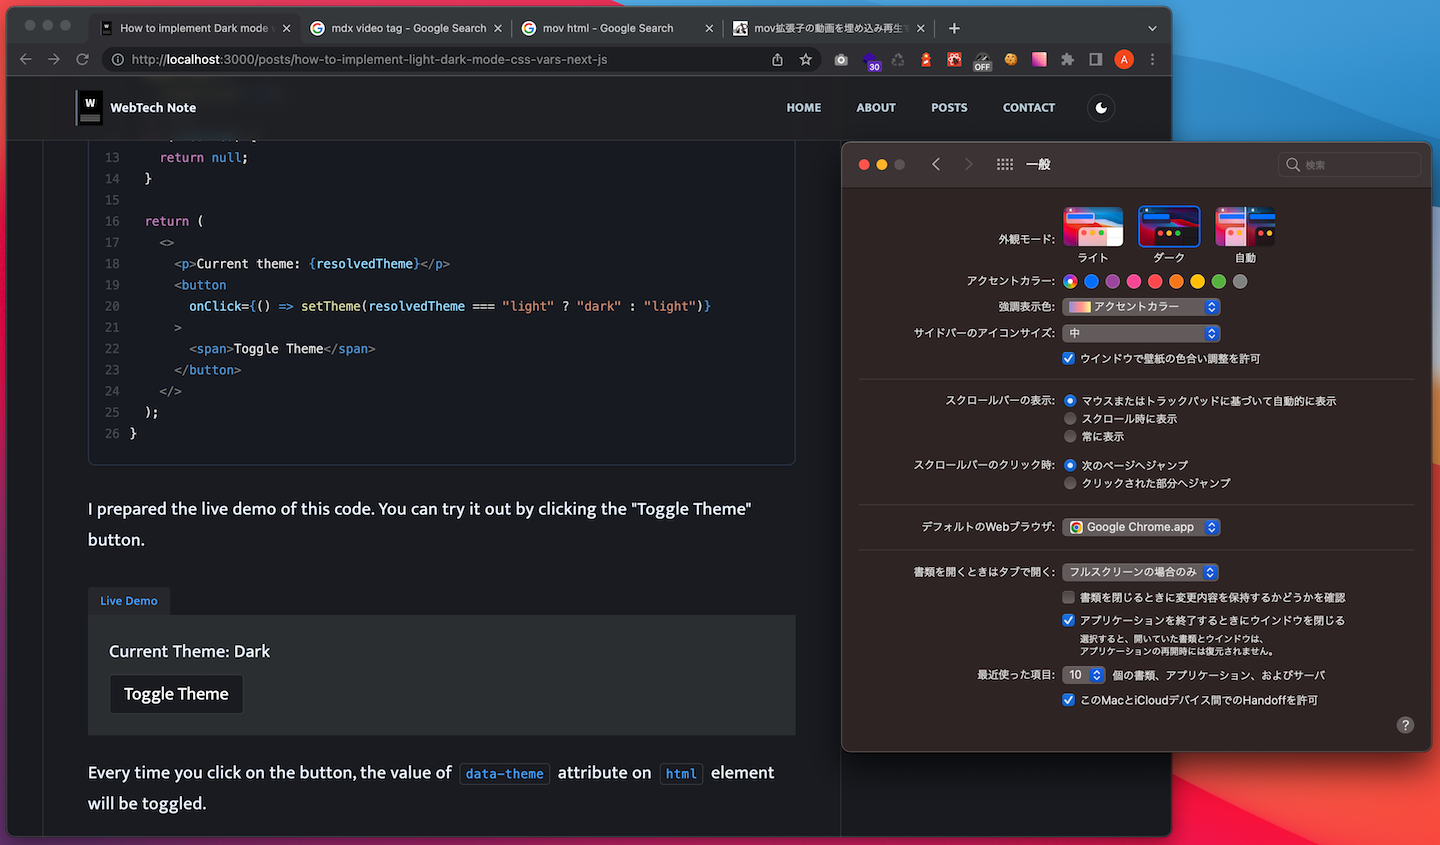 How to implement Dark mode
mdx video tag - Google Search
mov html - Google Search
mov拡張子の動画を埋め込み再生
http://localhost:3000/posts/how-to-implement-light-dark-mode-css-vars-next-js
30
OFF
A
W
WebTech Note
HOME
ABOUT
POSTS
CONTACT
13 return null;
14 }
15
16 return (
17 <>
18 <p>Current theme: {resolvedTheme}</p>
19 <button
20 onClick={() => setTheme(resolvedTheme === "light" ? "dark" : "light")}
21 >
22 <span>Toggle Theme</span>
23 </button>
24 </>
25 );
26 }
I prepared the live demo of this code. You can try it out by clicking the "Toggle Theme"
button.
Live Demo
Current Theme: Dark
Toggle Theme
Every time you click on the button, the value of data-theme attribute on html element
will be toggled.
一般
検索
外観モード:
ライト
ダーク
自動
アクセントカラー:
強調表示色: アクセントカラー
サイドバーのアイコンサイズ: 中
ウインドウで壁紙の色合い調整を許可
スクロールバーの表示: マウスまたはトラックパッドに基づいて自動的に表示
スクロール時に表示
常に表示
スクロールバーのクリック時: 次のページへジャンプ
クリックされた部分へジャンプ
デフォルトのWebブラウザ: Google Chrome.app
書類を開くときはタブで開く: フルスクリーンの場合のみ
書類を閉じるときに変更内容を保持するかどうかを確認
アプリケーションを終了するときにウインドウを閉じる
選択すると、開いていた書類とウインドウは、
アプリケーションの再開時には復元されません。
最近使った項目: 10 個の書類、アプリケーション、およびサーバ
このMacとiCloudデバイス間でのHandoffを許可
?